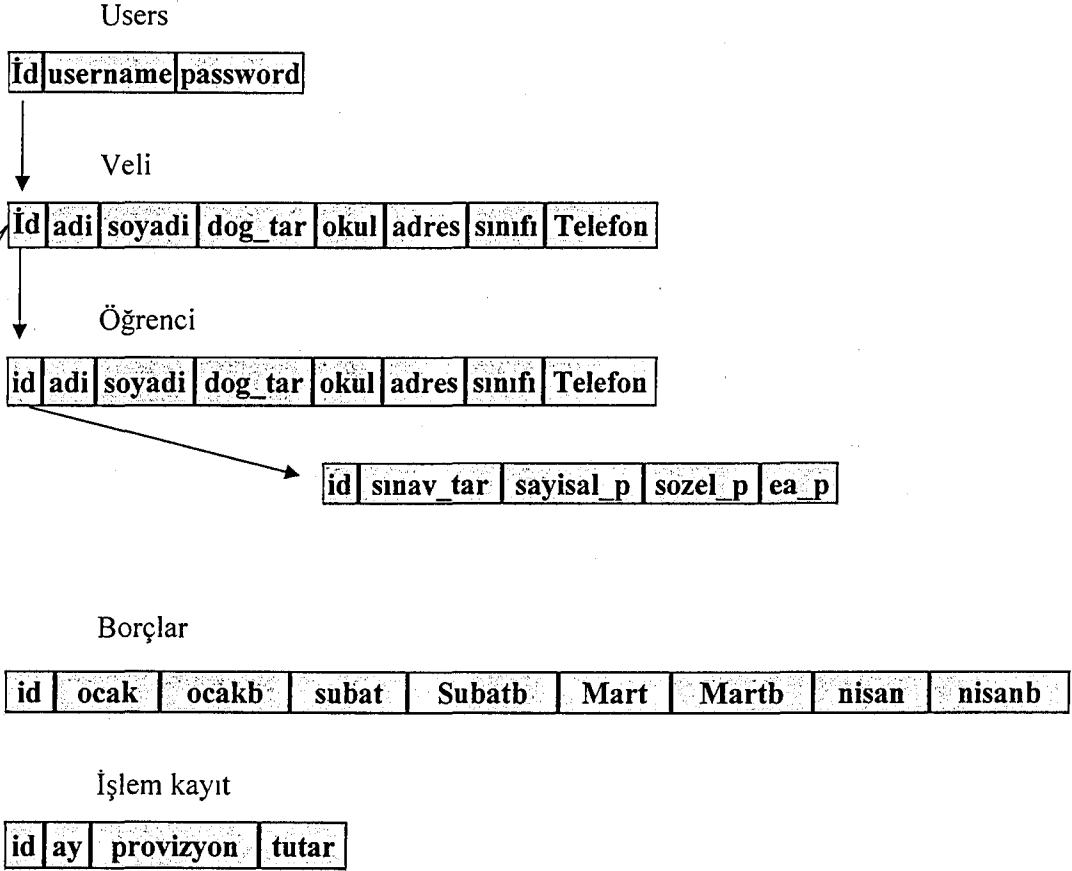 Users
İd username password
Veli
İd adi soyadi dog_tar okul adres sınıfı Telefon
Öğrenci
id adi soyadi dog_tar okul adres sınıfı Telefon
id sınav_tar sayisal_p sozel_p ea_p
Borçlar
id ocak ocakb subat Subatb Mart Martb nisan nisanb
İşlem kayıt
id ay provizyon tutar